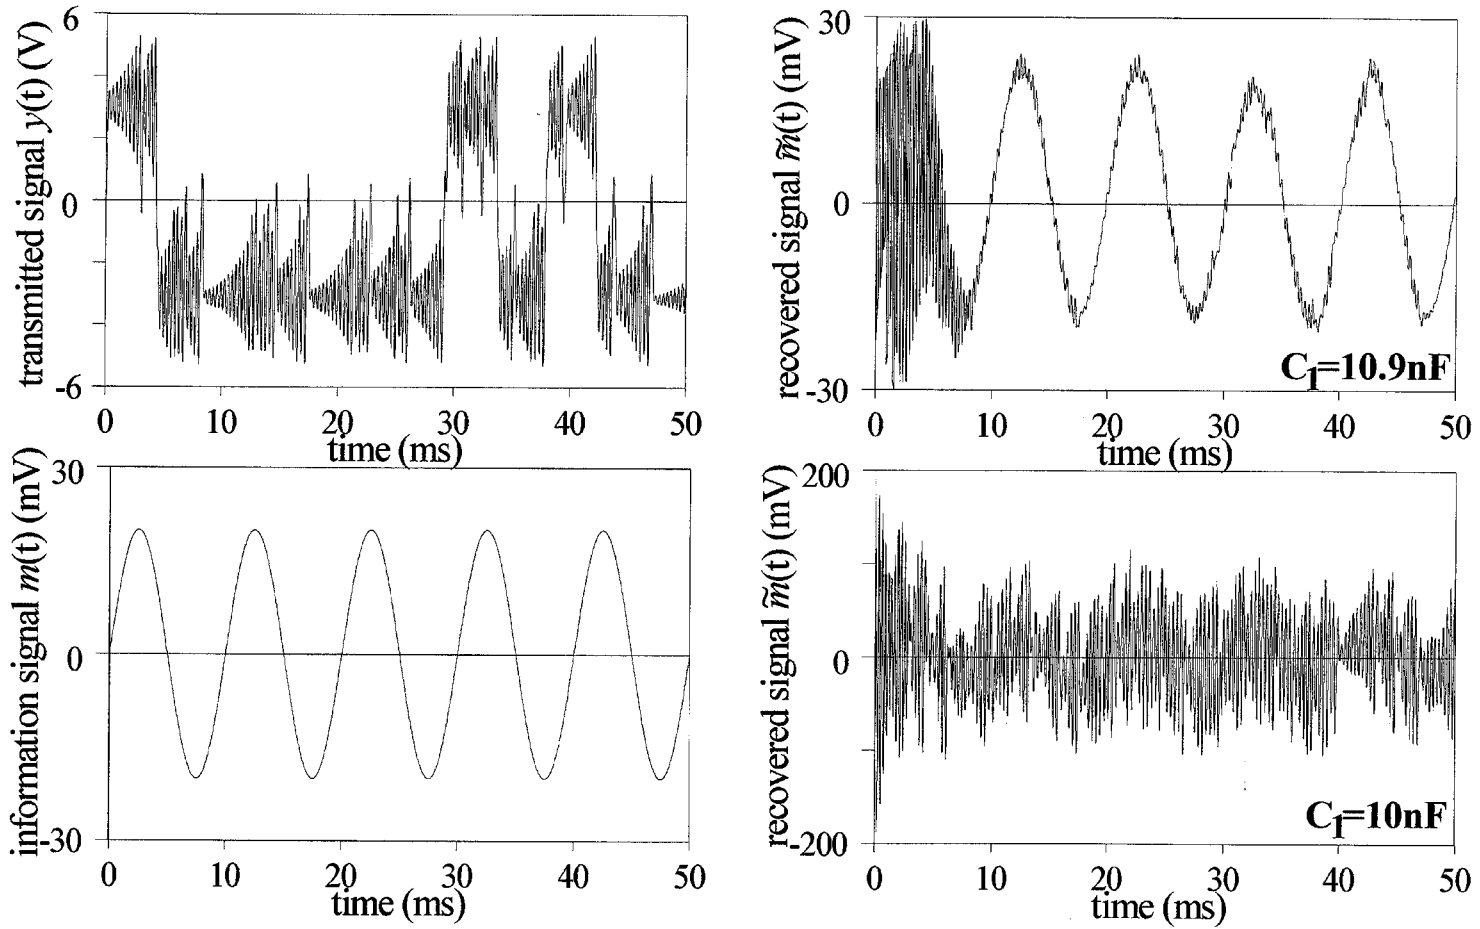 transmitted signal y(t) (V)
6
0
-6
0 10 20 30 40 50
time (ms)
recovered signal m̃(t) (mV)
30
0
-30
C1=10.9nF
0 10 20 30 40 50
time (ms)
information signal m(t) (mV)
30
0
-30
0 10 20 30 40 50
time (ms)
recovered signal m̃(t) (mV)
200
100
0
-200
C1=10nF
0 10 20 30 40 50
time (ms)